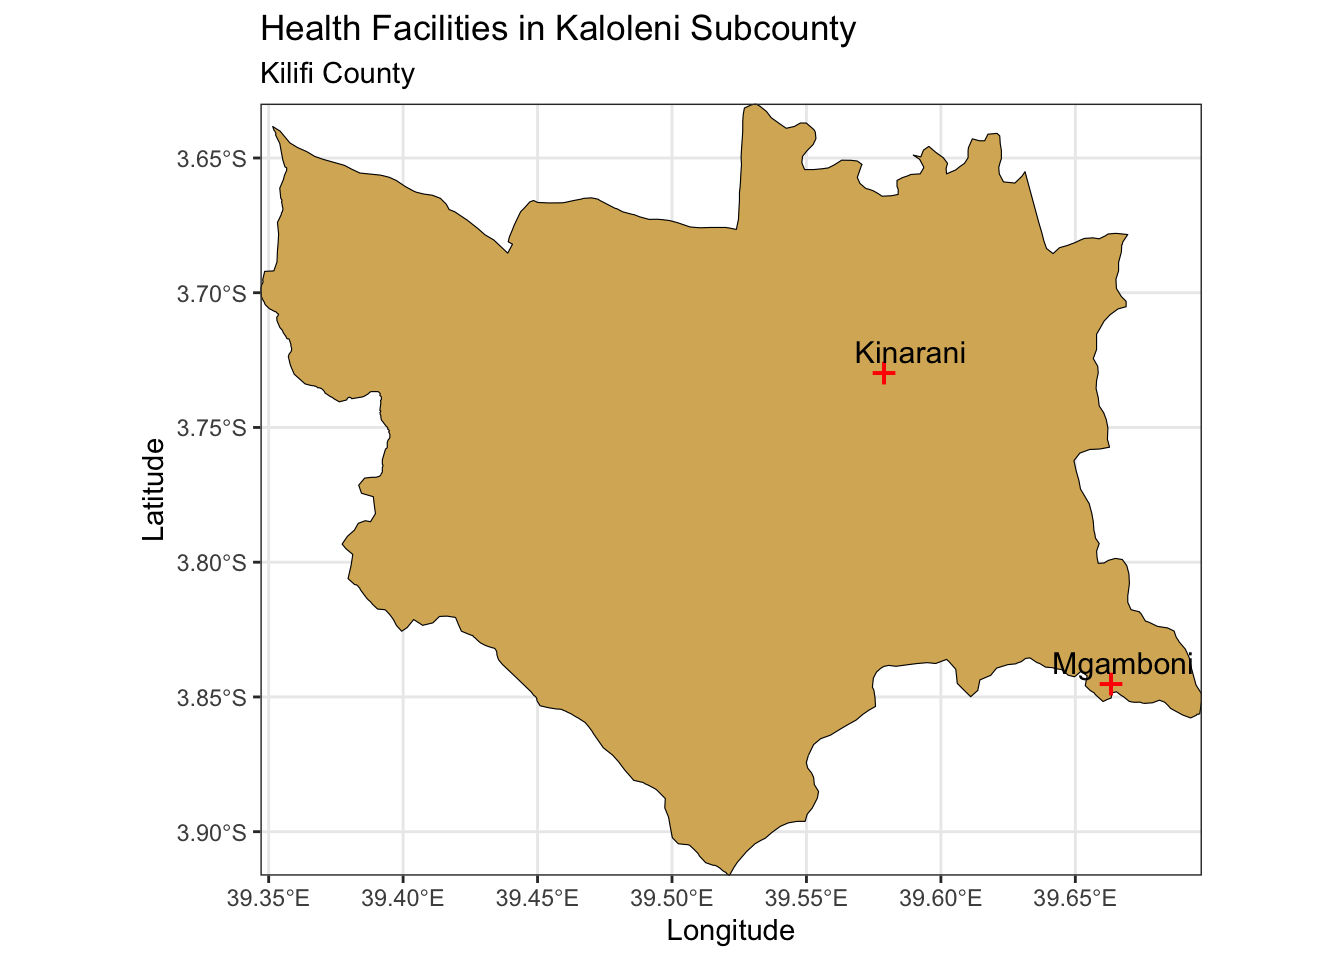 Health Facilities in Kaloleni Subcounty
Kilifi County
3.65°S
3.70°S
3.75°S
3.80°S
3.85°S
3.90°S
Latitude
Kinarani
Mgamboni
39.35°E 39.40°E 39.45°E 39.50°E 39.55°E 39.60°E 39.65°E
Longitude